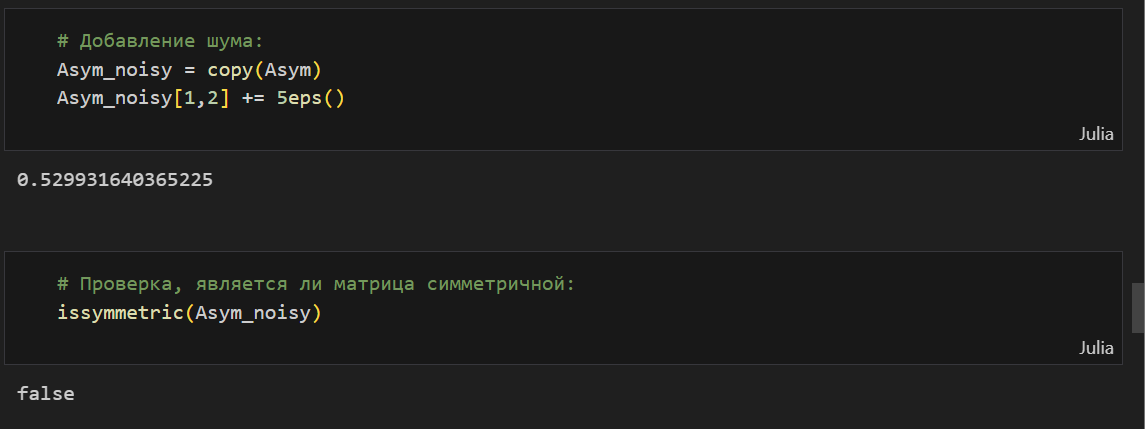 # Добавление шума:
Asym_noisy = copy(Asym)
Asym_noisy[1,2] += 5eps()
Julia
0.529931640365225
# Проверка, является ли матрица симметричной:
issymmetric(Asym_noisy)
Julia
false